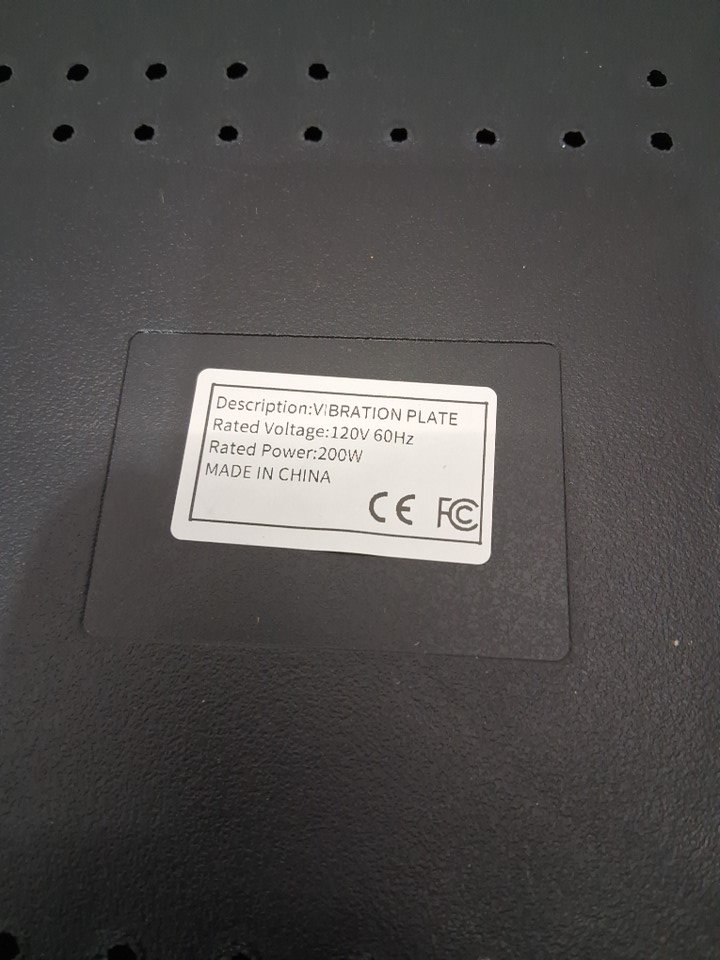 Description:VIBRATION PLATE
Rated Voltage:120V 60Hz
Rated Power:200W
MADE IN CHINA
CE FC